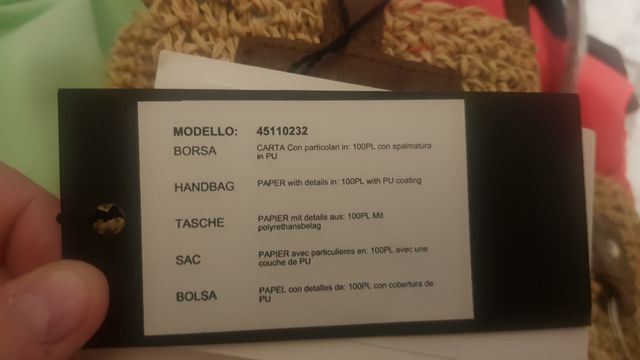 MODELLO: 45110232
BORSA CARTA Con particolari in: 100PL con spalmatura
in PU
HANDBAG PAPER with details in: 100PL with PU coating
TASCHE PAPIER mit details aus: 100PL Mit
polyrethansbelag
SAC PAPIER avec particulieres en: 100PL avec une
couche de PU
BOLSA PAPEL con detalles de: 100PL con cobertura de
PU